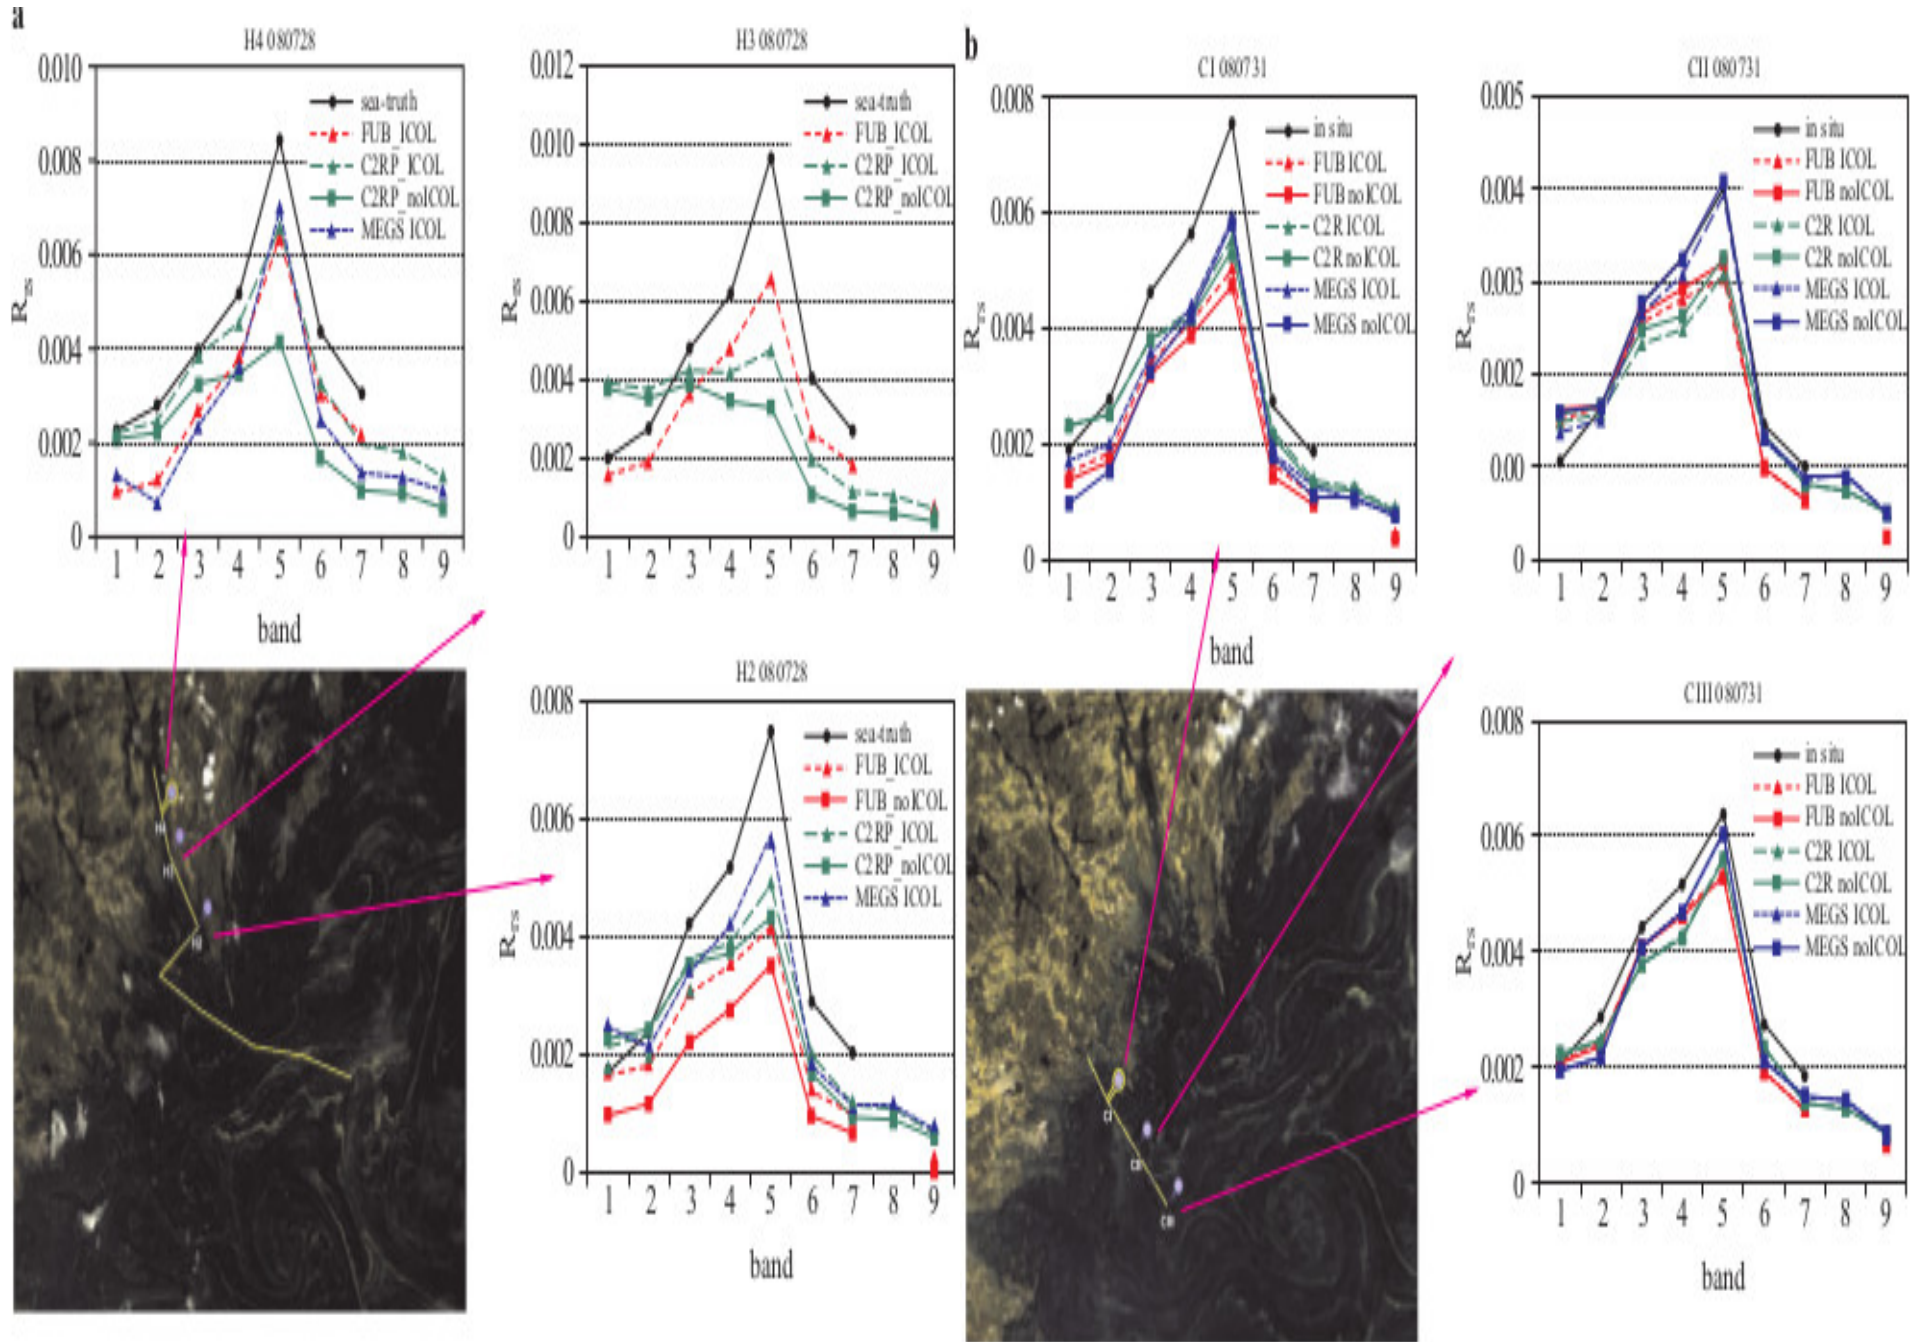 a
H4 080728
0.010
0.008
0.006
0.004
0.002
0
R_rs
sea-truth
FUB_ICOL
C2RP_ICOL
C2RP_noICOL
MEGS ICOL
1 2 3 4 5 6 7 8 9
band
H3 080728
0.012
0.010
0.008
0.006
0.004
0.002
0
R_rs
sea-truth
FUB_ICOL
C2RP_ICOL
C2RP_noICOL
1 2 3 4 5 6 7 8 9
H2 080728
0.008
0.006
0.004
0.002
0
R_rs
sea-truth
FUB_ICOL
FUB_noICOL
C2RP_ICOL
C2RP_noICOL
MEGS ICOL
1 2 3 4 5 6 7 8 9
band
b
CI 080731
0.008
0.006
0.004
0.002
0
R_rs
in situ
FUB ICOL
FUB noICOL
C2R ICOL
C2R noICOL
MEGS ICOL
MEGS noICOL
1 2 3 4 5 6 7 8 9
band
CII 080731
0.005
0.004
0.003
0.002
0.00
0
R_rs
in situ
FUB ICOL
FUB noICOL
C2R ICOL
C2R noICOL
MEGS ICOL
MEGS noICOL
1 2 3 4 5 6 7 8 9
CI
CIII 080731
0.008
0.006
0.004
0.002
0
R_rs
in situ
FUB ICOL
FUB noICOL
C2R ICOL
C2R noICOL
MEGS ICOL
MEGS noICOL
1 2 3 4 5 6 7 8 9
band